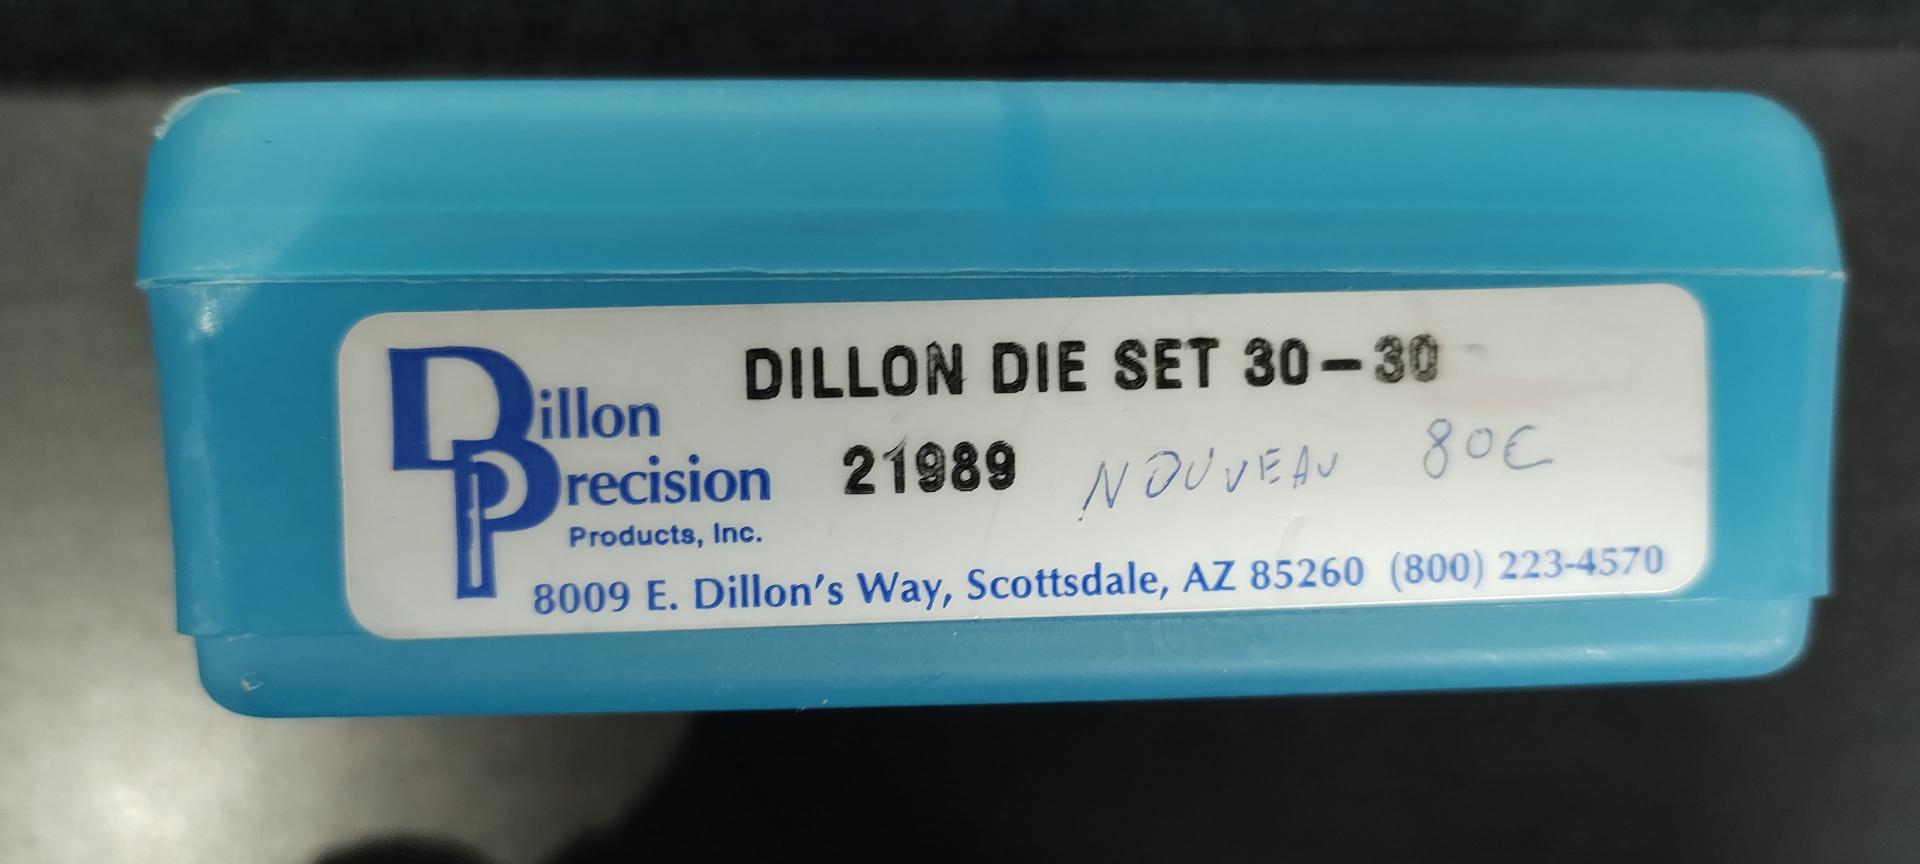 DILLON DIE SET 30-30
Dillon
Precision
Products, Inc.
21989 NOUVEAU 80€
8009 E. Dillon's Way, Scottsdale, AZ 85260 (800) 223-4570